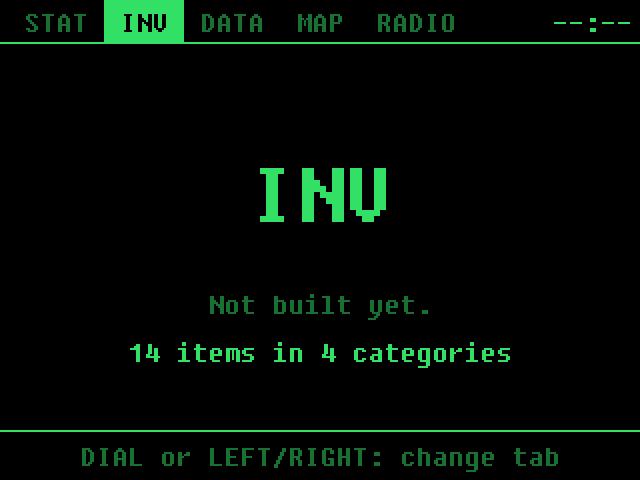 STAT INV DATA MAP RADIO --:--
INV
Not built yet.
14 items in 4 categories
DIAL or LEFT/RIGHT: change tab